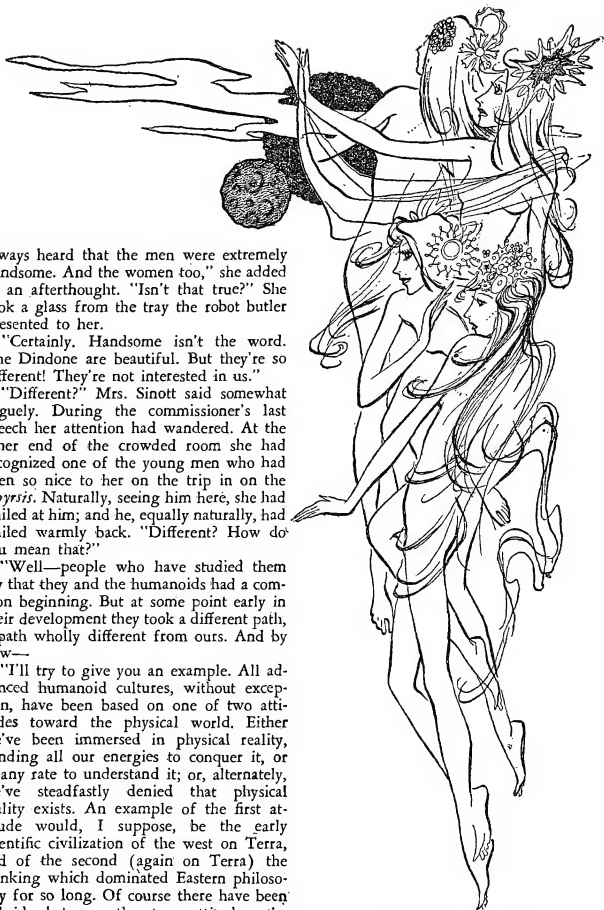 ways heard that the men were extremely
ndsome. And the women too," she added
an afterthought. "Isn't that true?" She
ok a glass from the tray the robot butler
esented to her.
"Certainly. Handsome isn't the word.
he Dindone are beautiful. But they're so
fferent! They're not interested in us."
"Different?" Mrs. Sinott said somewhat
guely. During the commissioner's last
eech her attention had wandered. At the
her end of the crowded room she had
cognized one of the young men who had
en so nice to her on the trip in on the
yrsis. Naturally, seeing him here, she had
iled at him; and he, equally naturally, had
iled warmly back. "Different? How do
u mean that?"
"Well—people who have studied them
y that they and the humanoids had a com-
on beginning. But at some point early in
eir development they took a different path,
path wholly different from ours. And by
w—
"I'll try to give you an example. All ad-
nced humanoid cultures, without excep-
n, have been based on one of two atti-
des toward the physical world. Either
e've been immersed in physical reality,
nding all our energies to conquer it, or
any rate to understand it; or, alternately,
e've steadfastly denied that physical
ality exists. An example of the first at-
ude would, I suppose, be the early
entific civilization of the west on Terra,
d of the second (again on Terra) the
nking which dominated Eastern philoso-
y for so long. Of course there have been